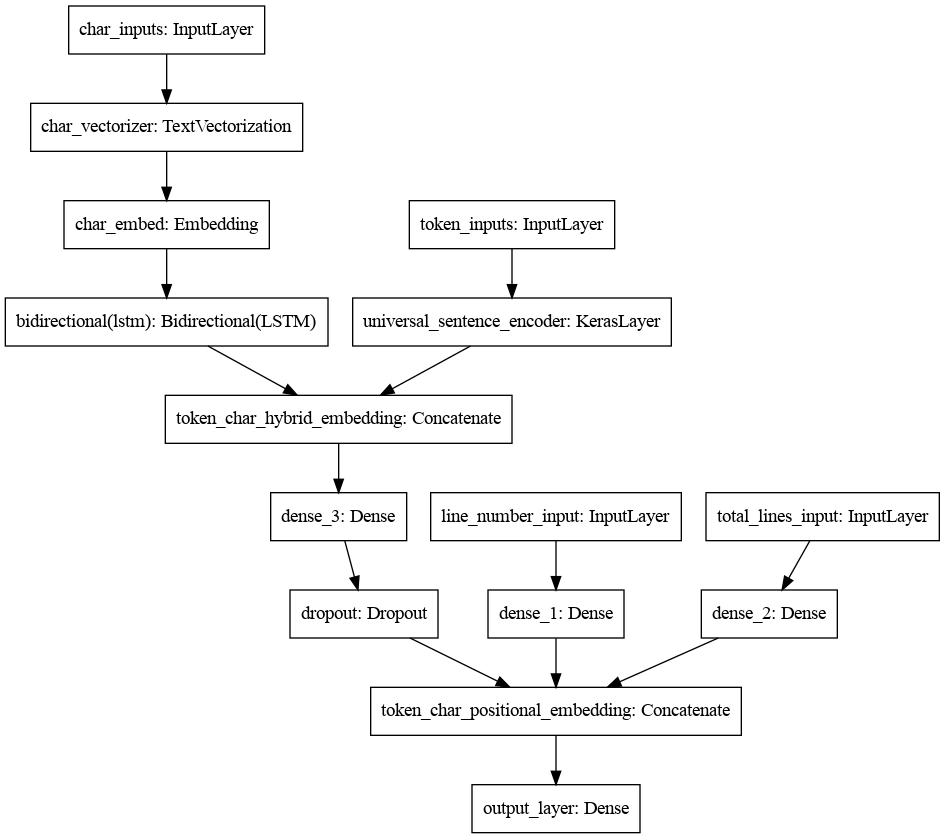 char_inputs: InputLayer
char_vectorizer: TextVectorization
char_embed: Embedding
token_inputs: InputLayer
bidirectional(lstm): Bidirectional(LSTM)
universal_sentence_encoder: KerasLayer
token_char_hybrid_embedding: Concatenate
dense_3: Dense
line_number_input: InputLayer
total_lines_input: InputLayer
dropout: Dropout
dense_1: Dense
dense_2: Dense
token_char_positional_embedding: Concatenate
output_layer: Dense